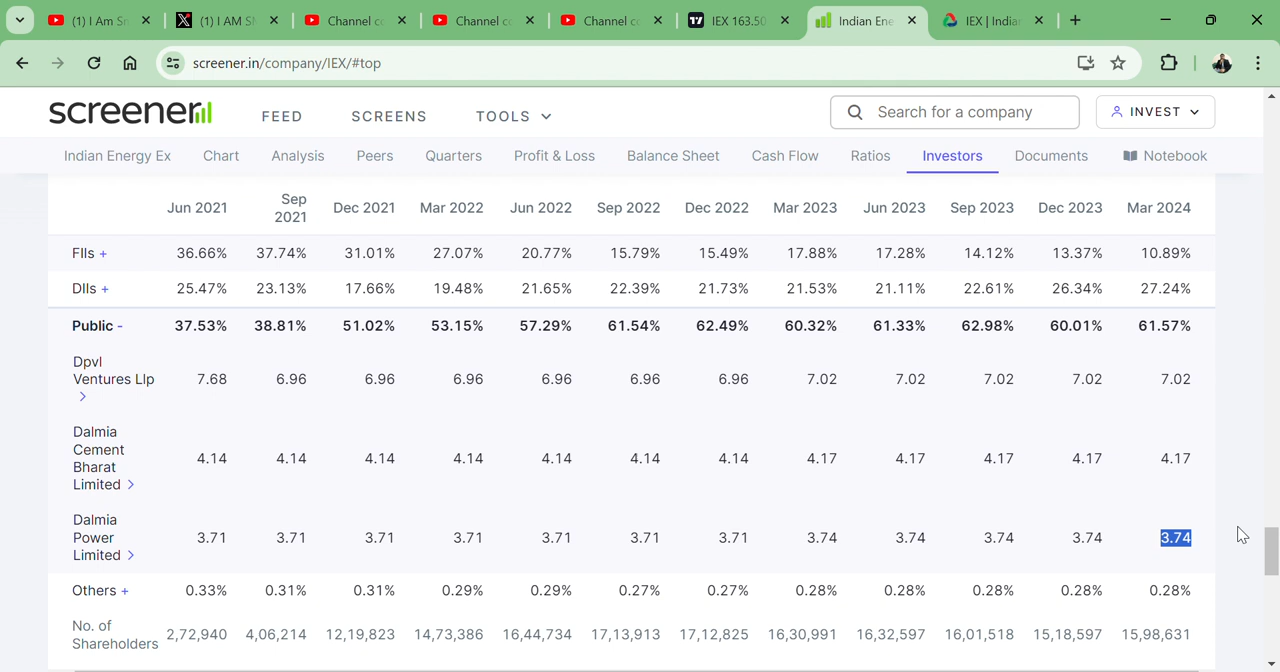 (1) I Am Sr
(1) I AM SH
Channel co
Channel co
Channel co
IEX 163.50
Indian Ene
IEX | India
screener.in/company/IEX/#top
screener
FEED
SCREENS
TOOLS
Search for a company
INVEST
Indian Energy Ex
Chart
Analysis
Peers
Quarters
Profit & Loss
Balance Sheet
Cash Flow
Ratios
Investors
Documents
Notebook
Jun 2021 Sep 2021 Dec 2021 Mar 2022 Jun 2022 Sep 2022 Dec 2022 Mar 2023 Jun 2023 Sep 2023 Dec 2023 Mar 2024
FIIs + 36.66% 37.74% 31.01% 27.07% 20.77% 15.79% 15.49% 17.88% 17.28% 14.12% 13.37% 10.89%
DIIs + 25.47% 23.13% 17.66% 19.48% 21.65% 22.39% 21.73% 21.53% 21.11% 22.61% 26.34% 27.24%
Public - 37.53% 38.81% 51.02% 53.15% 57.29% 61.54% 62.49% 60.32% 61.33% 62.98% 60.01% 61.57%
Dpvl
Ventures Llp 7.68 6.96 6.96 6.96 6.96 6.96 6.96 7.02 7.02 7.02 7.02 7.02
>
Dalmia
Cement
Bharat 4.14 4.14 4.14 4.14 4.14 4.14 4.14 4.17 4.17 4.17 4.17 4.17
Limited >
Dalmia
Power 3.71 3.71 3.71 3.71 3.71 3.71 3.71 3.74 3.74 3.74 3.74 3.74
Limited >
Others + 0.33% 0.31% 0.31% 0.29% 0.29% 0.27% 0.27% 0.28% 0.28% 0.28% 0.28% 0.28%
No. of
Shareholders 2,72,940 4,06,214 12,19,823 14,73,386 16,44,734 17,13,913 17,12,825 16,30,991 16,32,597 16,01,518 15,18,597 15,98,631